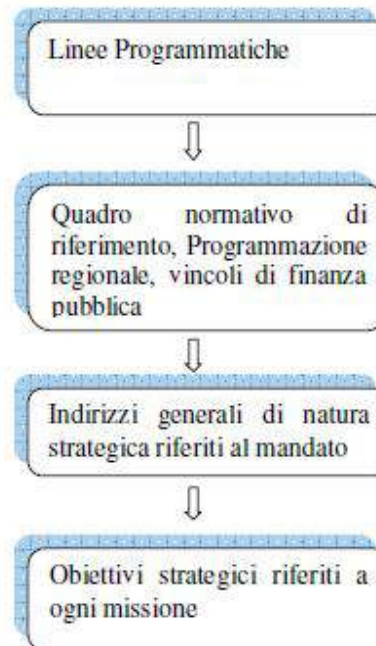 Linee Programmatiche
Quadro normativo di
riferimento, Programmazione
regionale, vincoli di finanza
pubblica
Indirizzi generali di natura
strategica riferiti al mandato
Obiettivi strategici riferiti a
ogni missione